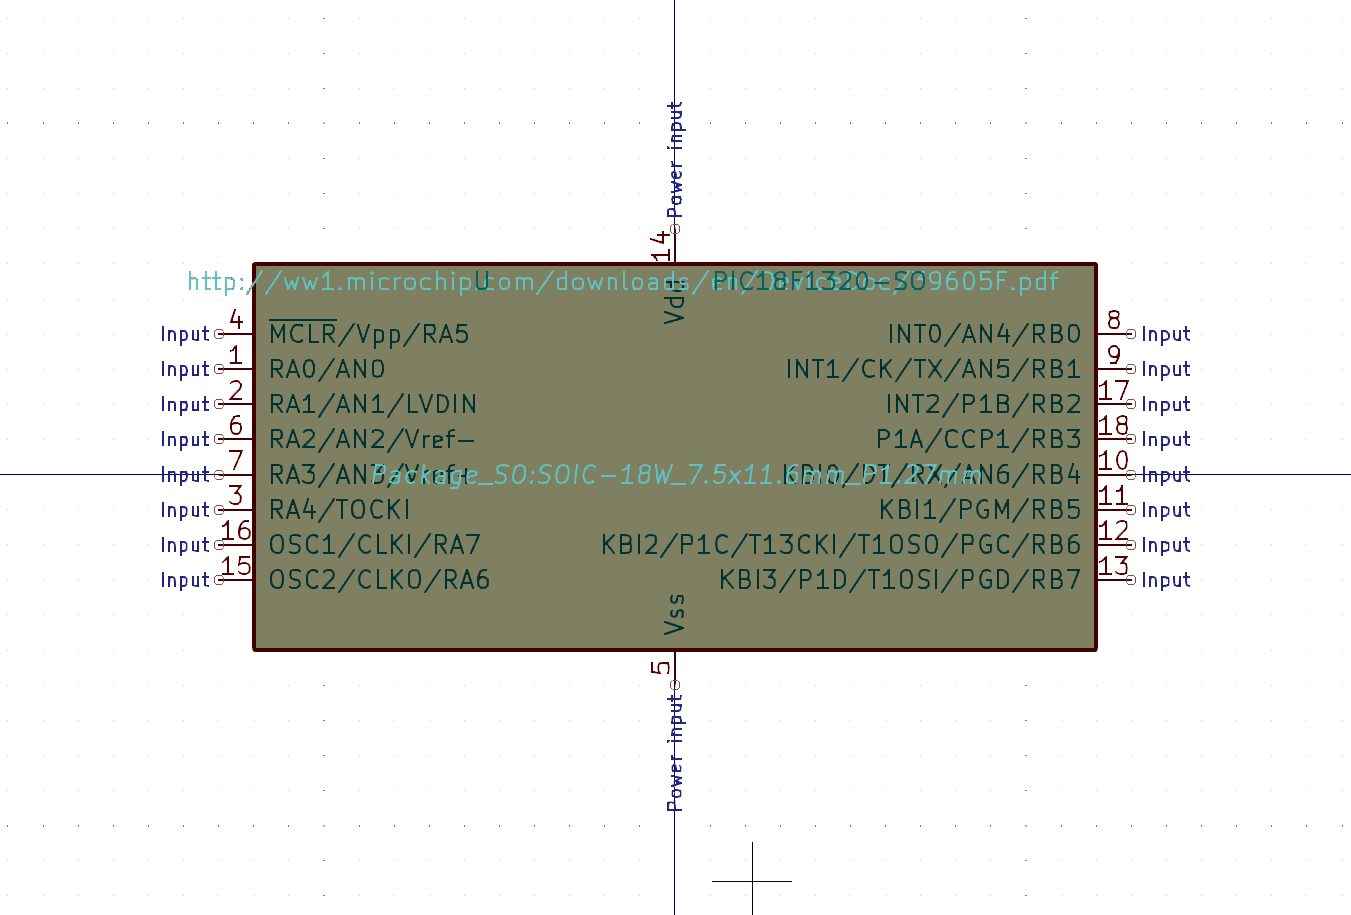 Power input
14
Vdd
http://ww1.microchip.com/downloads/en/DeviceDoc/39605F.pdf
U PIC18F1320-SO
Input 4 MCLR/Vpp/RA5 INT0/AN4/RB0 8 Input
Input 1 RA0/AN0 INT1/CK/TX/AN5/RB1 9 Input
Input 2 RA1/AN1/LVDIN INT2/P1B/RB2 17 Input
Input 6 RA2/AN2/Vref- P1A/CCP1/RB3 18 Input
Input 7 RA3/AN3/Vref+ KBI0/DT/RX/AN6/RB4 10 Input
Package_SO:SOIC-18W_7.5x11.6mm_P1.27mm
Input 3 RA4/TOCKI KBI1/PGM/RB5 11 Input
Input 16 OSC1/CLKI/RA7 KBI2/P1C/T13CKI/T1OSO/PGC/RB6 12 Input
Input 15 OSC2/CLKO/RA6 KBI3/P1D/T1OSI/PGD/RB7 13 Input
Vss
5
Power input